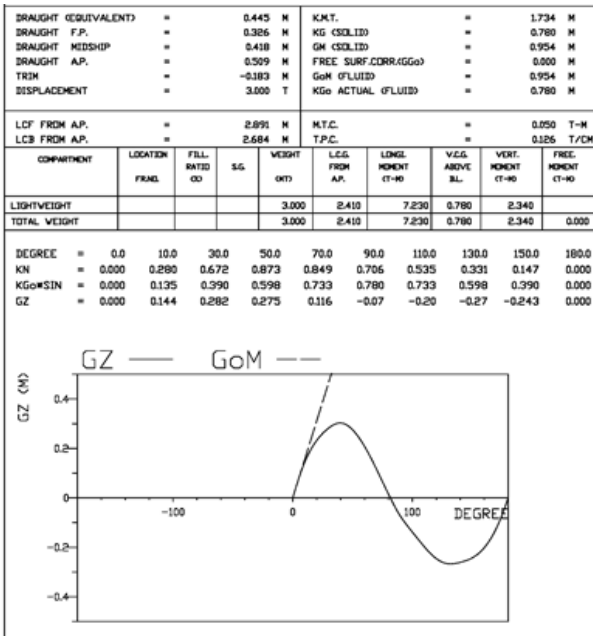 DRAUGHT (EQUIVALENT) = 0.445 M K.M.T. = 1.734 M
DRAUGHT F.P. = 0.326 M KG (SOLID) = 0.780 M
DRAUGHT MIDSHIP = 0.418 M GM (SOLID) = 0.954 M
DRAUGHT A.P. = 0.509 M FREE SURF.CORR.(GGo) = 0.000 M
TRIM = -0.183 M GoM (FLUID) = 0.954 M
DISPLACEMENT = 3.000 T KGo ACTUAL (FLUID) = 0.780 M
LCF FROM A.P. = 2.891 M M.T.C. = 0.050 T-M
LCB FROM A.P. = 2.684 M T.P.C. = 0.126 T/CM
COMPARTMENT LOCATION FILL. S.G. WEIGHT L.C.G. LONGL V.C.G. VERT. FREE.
RATIO FROM MOMENT ABOVE MOMENT MOMENT
FR.NO. (%) (MT) A.P. (T-M) B.L. (T-M) (T-M)
LIGHTWEIGHT 3.000 2.410 7.230 0.780 2.340
TOTAL WEIGHT 3.000 2.410 7.230 0.780 2.340 0.000
DEGREE = 0.0 10.0 30.0 50.0 70.0 90.0 110.0 130.0 150.0 180.0
KN = 0.000 0.280 0.672 0.873 0.849 0.706 0.535 0.331 0.147 0.000
KGo*SIN = 0.000 0.135 0.390 0.598 0.733 0.780 0.733 0.598 0.390 0.000
GZ = 0.000 0.144 0.282 0.275 0.116 -0.07 -0.20 -0.27 -0.243 0.000
GZ GoM
GZ (M)
0.4
0.2
0
-0.2
-0.4
-100 0 100 DEGREE